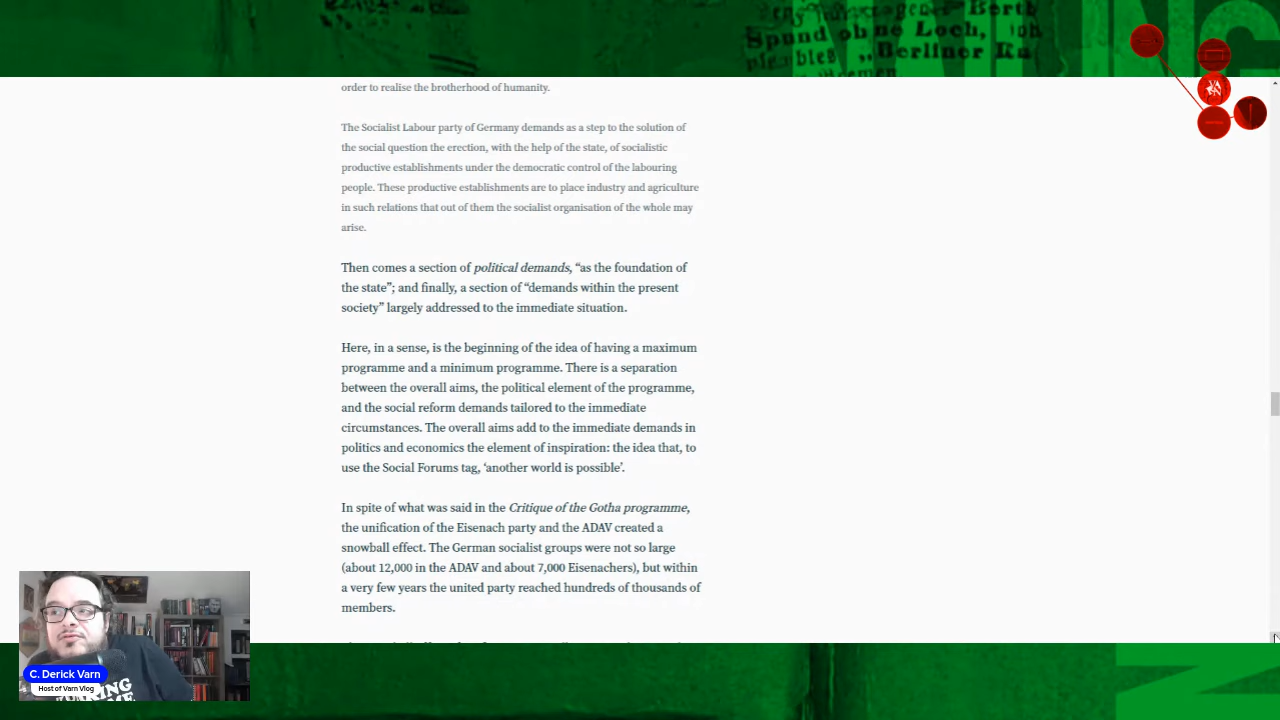 Berth
Spund ohne Loch,
Berliner
VARN
order to realise the brotherhood of humanity.
The Socialist Labour party of Germany demands as a step to the solution of
the social question the erection, with the help of the state, of socialistic
productive establishments under the democratic control of the labouring
people. These productive establishments are to place industry and agriculture
in such relations that out of them the socialist organisation of the whole may
arise.
Then comes a section of political demands, “as the foundation of
the state”; and finally, a section of “demands within the present
society” largely addressed to the immediate situation.
Here, in a sense, is the beginning of the idea of having a maximum
programme and a minimum programme. There is a separation
between the overall aims, the political element of the programme,
and the social reform demands tailored to the immediate
circumstances. The overall aims add to the immediate demands in
politics and economics the element of inspiration: the idea that, to
use the Social Forums tag, ‘another world is possible’.
In spite of what was said in the Critique of the Gotha programme,
the unification of the Eisenach party and the ADAV created a
snowball effect. The German socialist groups were not so large
(about 12,000 in the ADAV and about 7,000 Eisenachers), but within
a very few years the united party reached hundreds of thousands of
members.
C. Derick Varn
Host of Varn Vlog